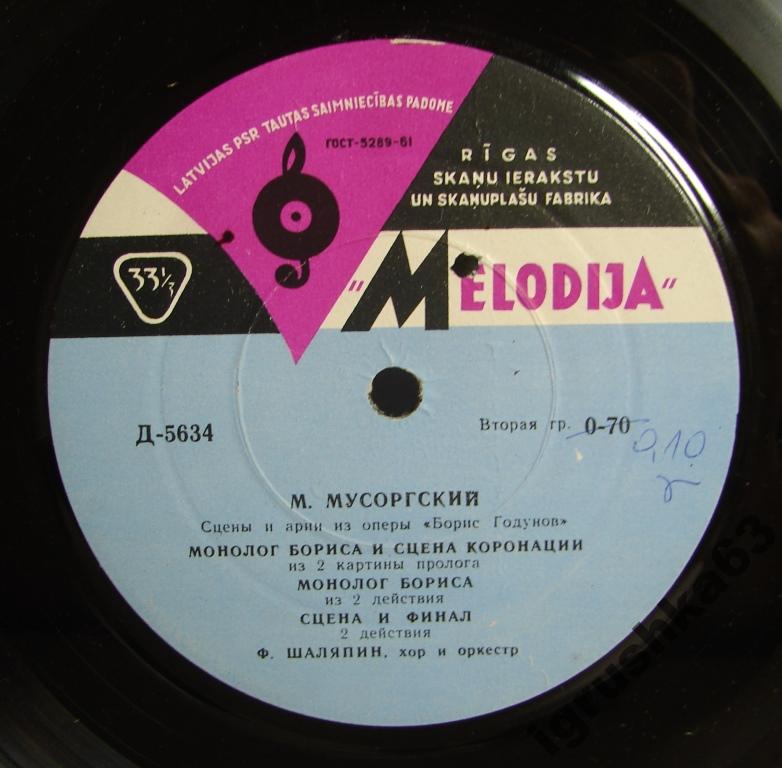 LATVIJAS PSR TAUTAS SAIMNIECĪBAS PADOME
ГОСТ-5289-61
RĪGAS
SKAŅU IERAKSTU
UN SKAŅUPLAŠU FABRIKA
33⅓
"MELODIJA"
Д-5634
Вторая гр. 0-70
0,10
М. МУСОРГСКИЙ
Сцены и арии из оперы «Борис Годунов»
МОНОЛОГ БОРИСА И СЦЕНА КОРОНАЦИИ
из 2 картины пролога
МОНОЛОГ БОРИСА
из 2 действия
СЦЕНА И ФИНАЛ
2 действия
Ф. ШАЛЯПИН, хор и оркестр
igrushka63